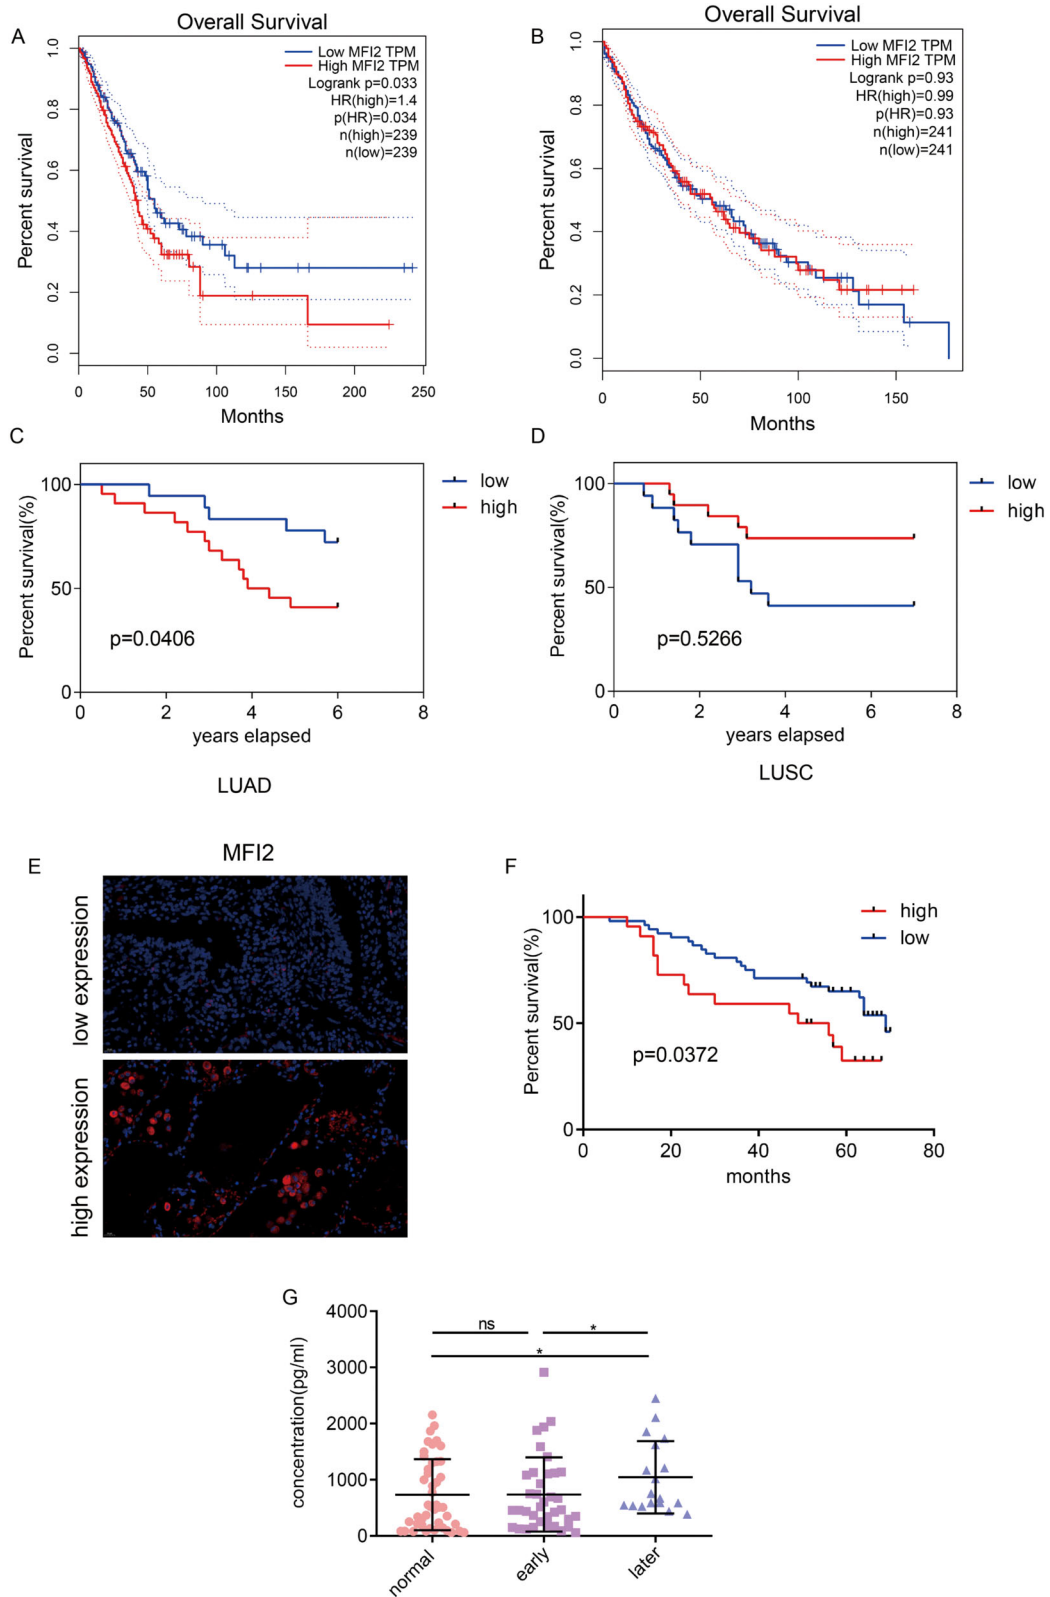 A
Overall Survival
Low MFI2 TPM
High MFI2 TPM
Logrank p=0.033
HR(high)=1.4
p(HR)=0.034
n(high)=239
n(low)=239
Percent survival
1.0
0.8
0.6
0.4
0.2
0.0
0 50 100 150 200 250
Months
B
Overall Survival
Low MFI2 TPM
High MFI2 TPM
Logrank p=0.93
HR(high)=0.99
p(HR)=0.93
n(high)=241
n(low)=241
Percent survival
1.0
0.8
0.6
0.4
0.2
0.0
0 50 100 150
Months
C
Percent survival(%)
100
50
0
low
high
p=0.0406
0 2 4 6 8
years elapsed
LUAD
D
Percent survival(%)
100
50
0
low
high
p=0.5266
0 2 4 6 8
years elapsed
LUSC
E
MFI2
low expression
high expression
F
Percent survival(%)
100
50
0
high
low
p=0.0372
0 20 40 60 80
months
G
concentration(pg/ml)
4000
3000
2000
1000
0
ns
*
*
normal
early
later